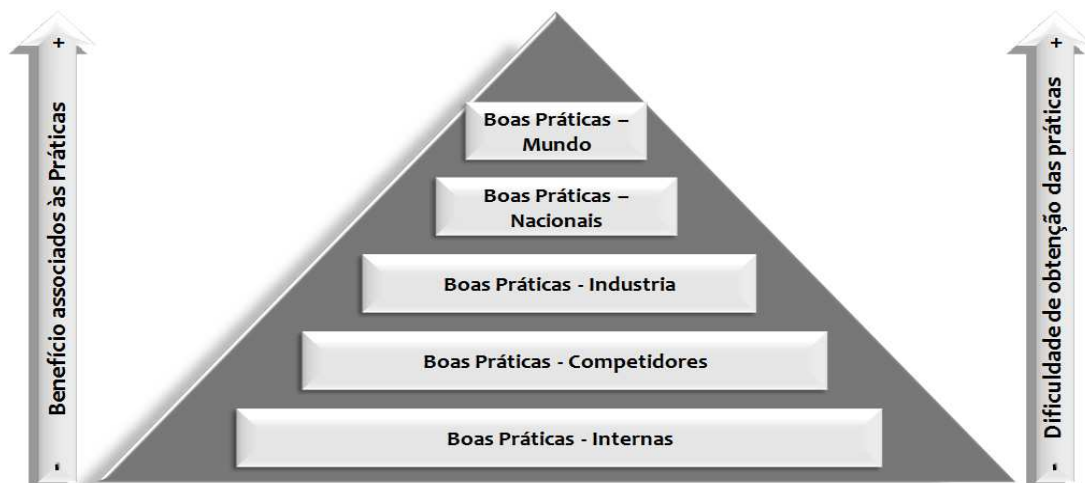 +
Benefício associados às Práticas
-
Boas Práticas –
Mundo
Boas Práticas –
Nacionais
Boas Práticas - Industria
Boas Práticas - Competidores
Boas Práticas - Internas
+
Dificuldade de obtenção das práticas
-